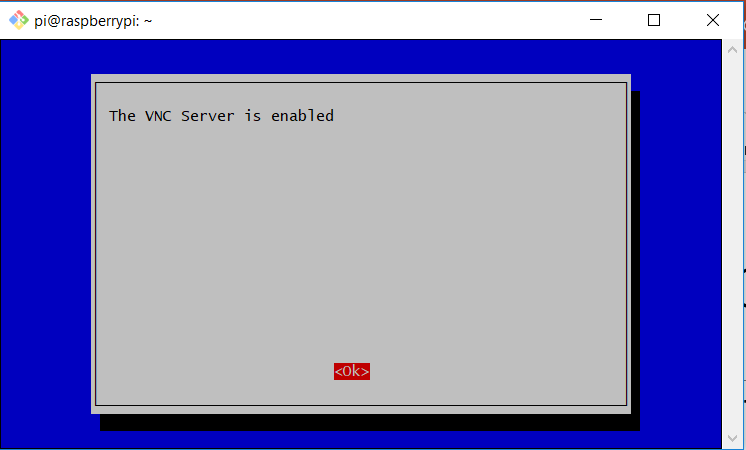 pi@raspberrypi: ~
The VNC Server is enabled
<Ok>